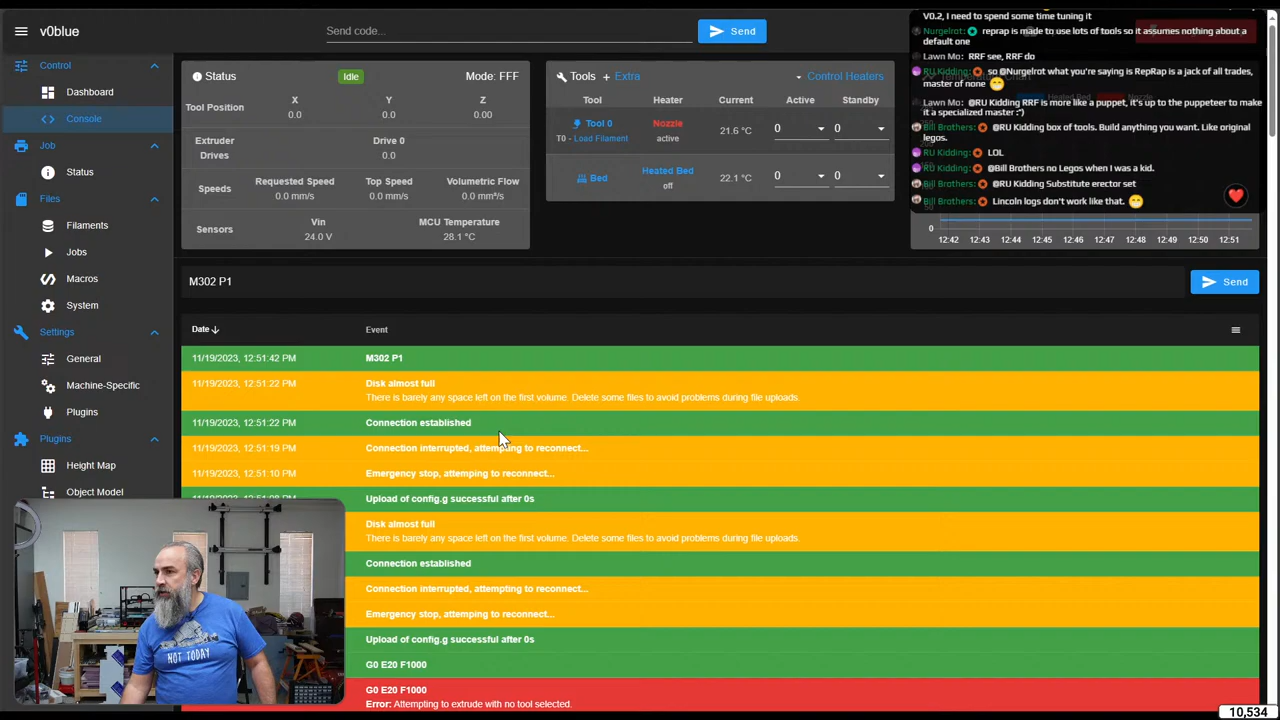 v0blue
Send code...
Send
V0.2, I need to spend some time tuning it
Nurgelrot: reprap is made to use lots of tools so it assumes nothing about a
default one
Lawn Mo: RRF see, RRF do
RU Kidding: so @Nurgelrot what you're saying is RepRap is a jack of all trades,
master of none
Lawn Mo: @RU Kidding RRF is more like a puppet, it's up to the puppeteer to make
it a specialized master :")
Bill Brothers: @RU Kidding box of tools. Build anything you want. Like original
legos.
RU Kidding: LOL
RU Kidding: @Bill Brothers no Legos when I was a kid.
Bill Brothers: @RU Kidding Substitute erector set
Bill Brothers: Lincoln logs don't work like that.
50
0
12:42 12:43 12:44 12:45 12:46 12:47 12:48 12:49 12:50 12:51
Control
Dashboard
Console
Job
Status
Files
Filaments
Jobs
Macros
System
Settings
General
Machine-Specific
Plugins
Plugins
Height Map
Object Model
Status Idle Mode: FFF
Tool Position X Y Z
0.0 0.0 0.00
Extruder Drives Drive 0
0.0
Speeds Requested Speed Top Speed Volumetric Flow
0.0 mm/s 0.0 mm/s 0.0 mm³/s
Sensors Vin MCU Temperature
24.0 V 28.1 °C
Tools + Extra Control Heaters
Tool Heater Current Active Standby
Tool 0 Nozzle 21.6 °C 0 0
T0 - Load Filament active
Bed Heated Bed 22.1 °C 0 0
off
M302 P1
Send
Date Event
11/19/2023, 12:51:42 PM M302 P1
11/19/2023, 12:51:22 PM Disk almost full
There is barely any space left on the first volume. Delete some files to avoid problems during file uploads.
11/19/2023, 12:51:22 PM Connection established
11/19/2023, 12:51:19 PM Connection interrupted, attempting to reconnect...
11/19/2023, 12:51:10 PM Emergency stop, attemping to reconnect...
11/19/2023, 12:51:08 PM Upload of config.g successful after 0s
Disk almost full
There is barely any space left on the first volume. Delete some files to avoid problems during file uploads.
Connection established
Connection interrupted, attempting to reconnect...
Emergency stop, attemping to reconnect...
Upload of config.g successful after 0s
G0 E20 F1000
G0 E20 F1000
Error: Attempting to extrude with no tool selected.
NOT TODAY
10,534